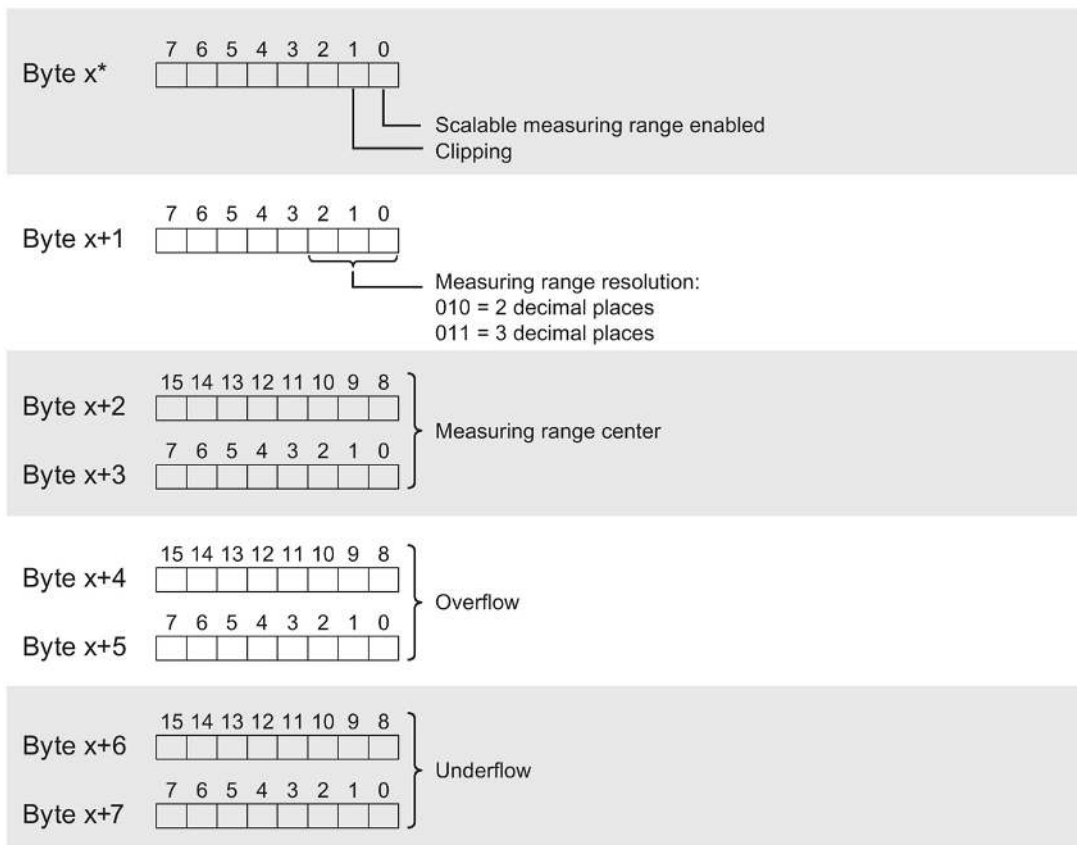 7 6 5 4 3 2 1 0
Byte x*
Scalable measuring range enabled
Clipping
7 6 5 4 3 2 1 0
Byte x+1
Measuring range resolution:
010 = 2 decimal places
011 = 3 decimal places
15 14 13 12 11 10 9 8
Byte x+2
Measuring range center
7 6 5 4 3 2 1 0
Byte x+3
15 14 13 12 11 10 9 8
Byte x+4
Overflow
7 6 5 4 3 2 1 0
Byte x+5
15 14 13 12 11 10 9 8
Byte x+6
Underflow
7 6 5 4 3 2 1 0
Byte x+7